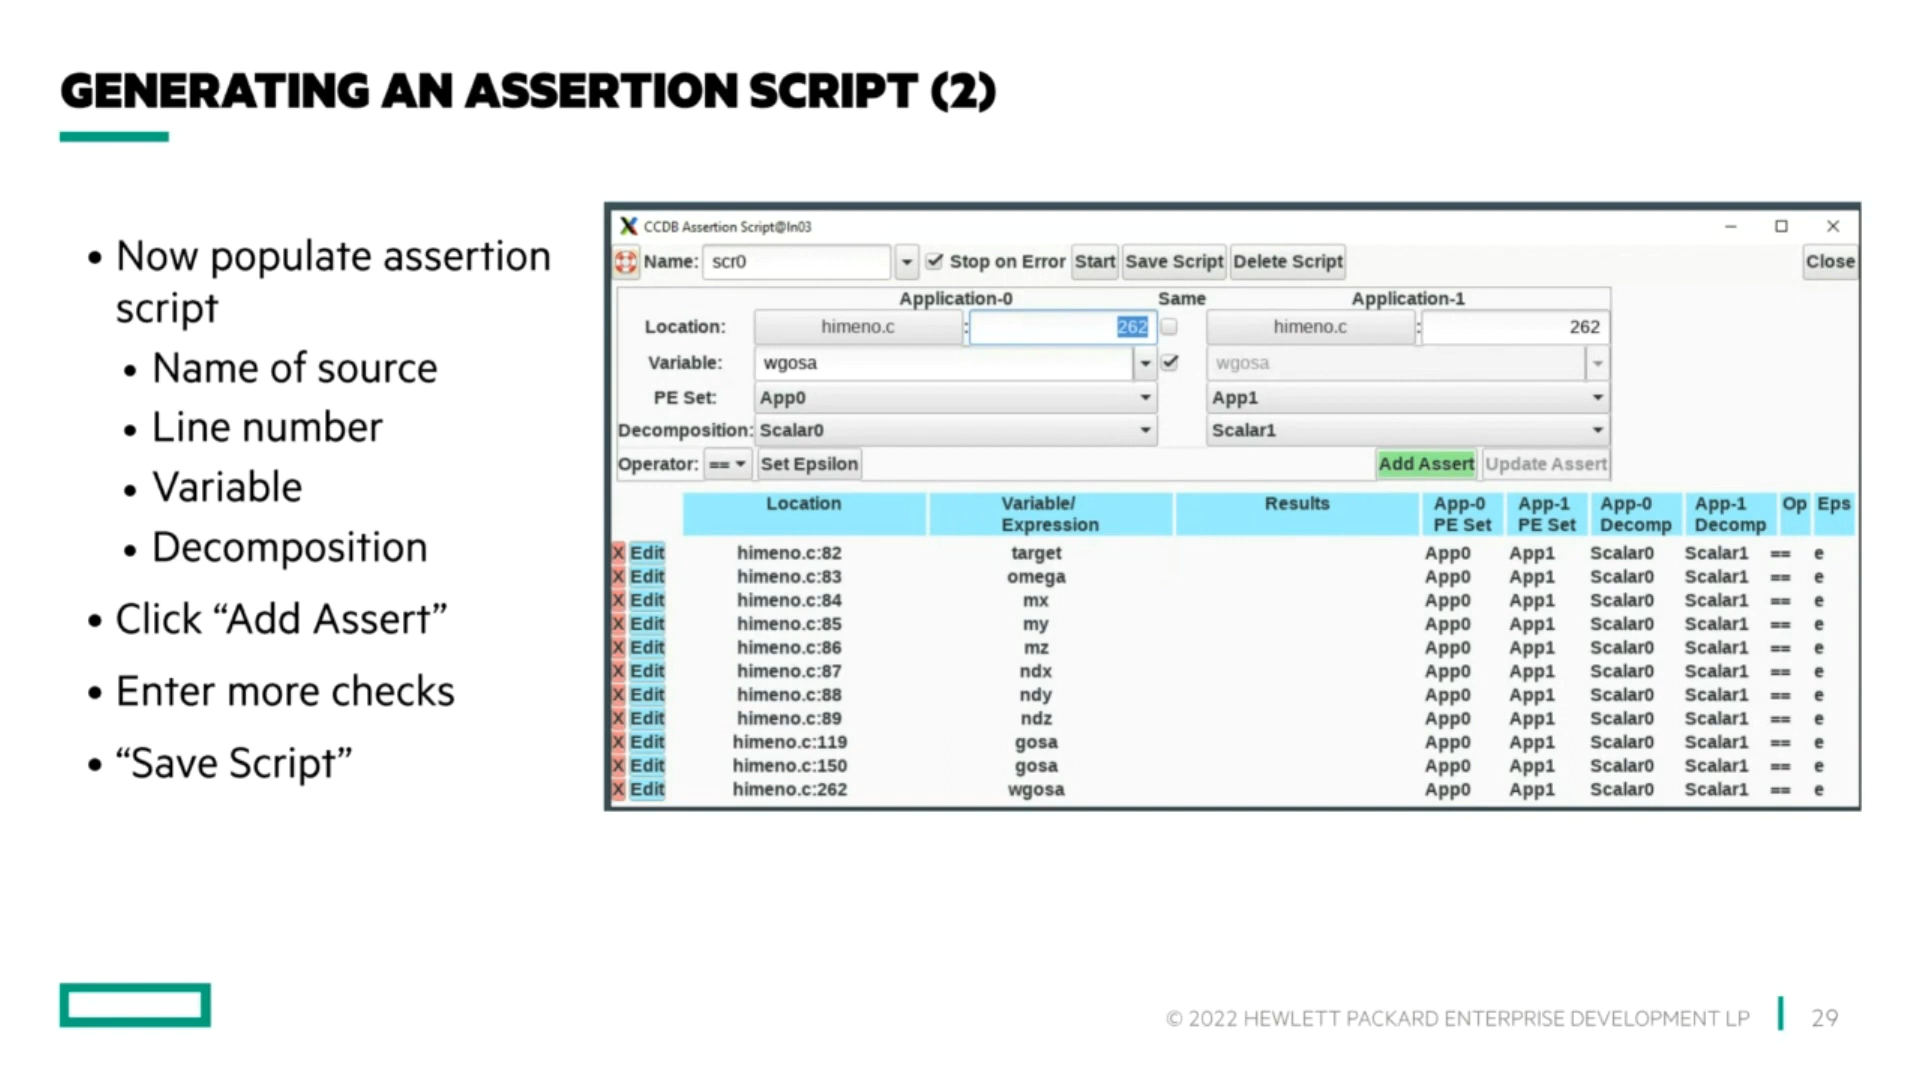 GENERATING AN ASSERTION SCRIPT (2)
• Now populate assertion
script
• Name of source
• Line number
• Variable
• Decomposition
• Click “Add Assert”
• Enter more checks
• “Save Script”
CCDB Assertion Script@ln03
Name: scr0 Stop on Error Start Save Script Delete Script Close
Application-0 Same Application-1
Location: himeno.c : 262 himeno.c : 262
Variable: wgosa wgosa
PE Set: App0 App1
Decomposition: Scalar0 Scalar1
Operator: == Set Epsilon Add Assert Update Assert
Location Variable/ Results App-0 App-1 App-0 App-1 Op Eps
Expression PE Set PE Set Decomp Decomp
X Edit himeno.c:82 target App0 App1 Scalar0 Scalar1 == e
X Edit himeno.c:83 omega App0 App1 Scalar0 Scalar1 == e
X Edit himeno.c:84 mx App0 App1 Scalar0 Scalar1 == e
X Edit himeno.c:85 my App0 App1 Scalar0 Scalar1 == e
X Edit himeno.c:86 mz App0 App1 Scalar0 Scalar1 == e
X Edit himeno.c:87 ndx App0 App1 Scalar0 Scalar1 == e
X Edit himeno.c:88 ndy App0 App1 Scalar0 Scalar1 == e
X Edit himeno.c:89 ndz App0 App1 Scalar0 Scalar1 == e
X Edit himeno.c:119 gosa App0 App1 Scalar0 Scalar1 == e
X Edit himeno.c:150 gosa App0 App1 Scalar0 Scalar1 == e
X Edit himeno.c:262 wgosa App0 App1 Scalar0 Scalar1 == e
© 2022 HEWLETT PACKARD ENTERPRISE DEVELOPMENT LP 29